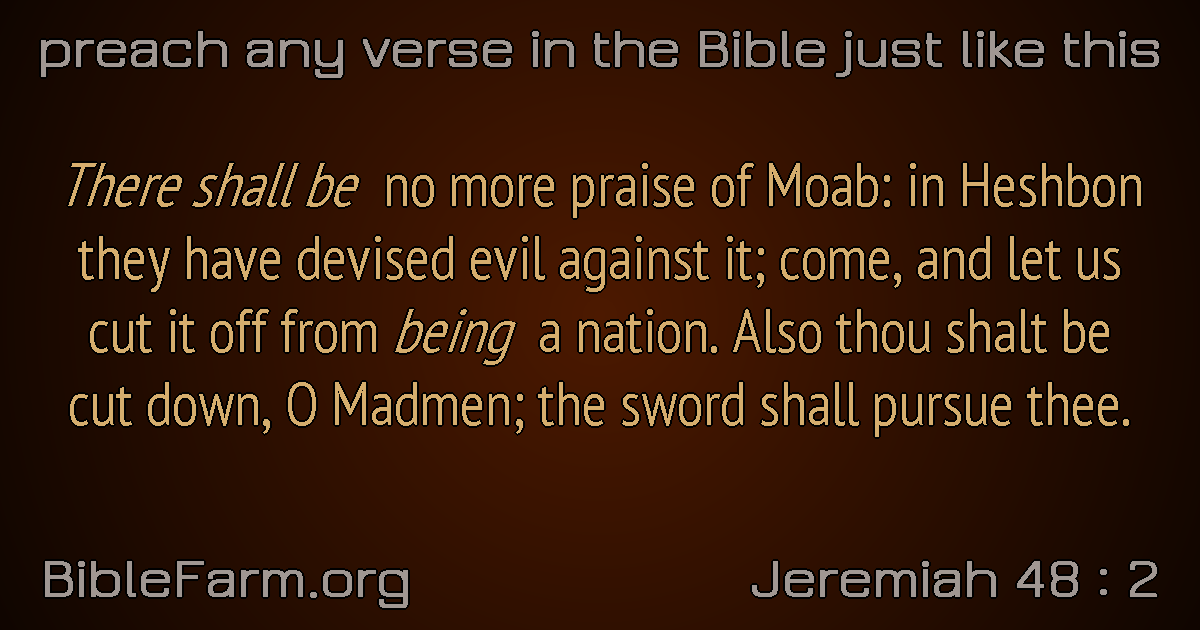 preach any verse in the Bible just like this
There shall be no more praise of Moab: in Heshbon
they have devised evil against it; come, and let us
cut it off from being a nation. Also thou shalt be
cut down, O Madmen; the sword shall pursue thee.
BibleFarm.org
Jeremiah 48 : 2